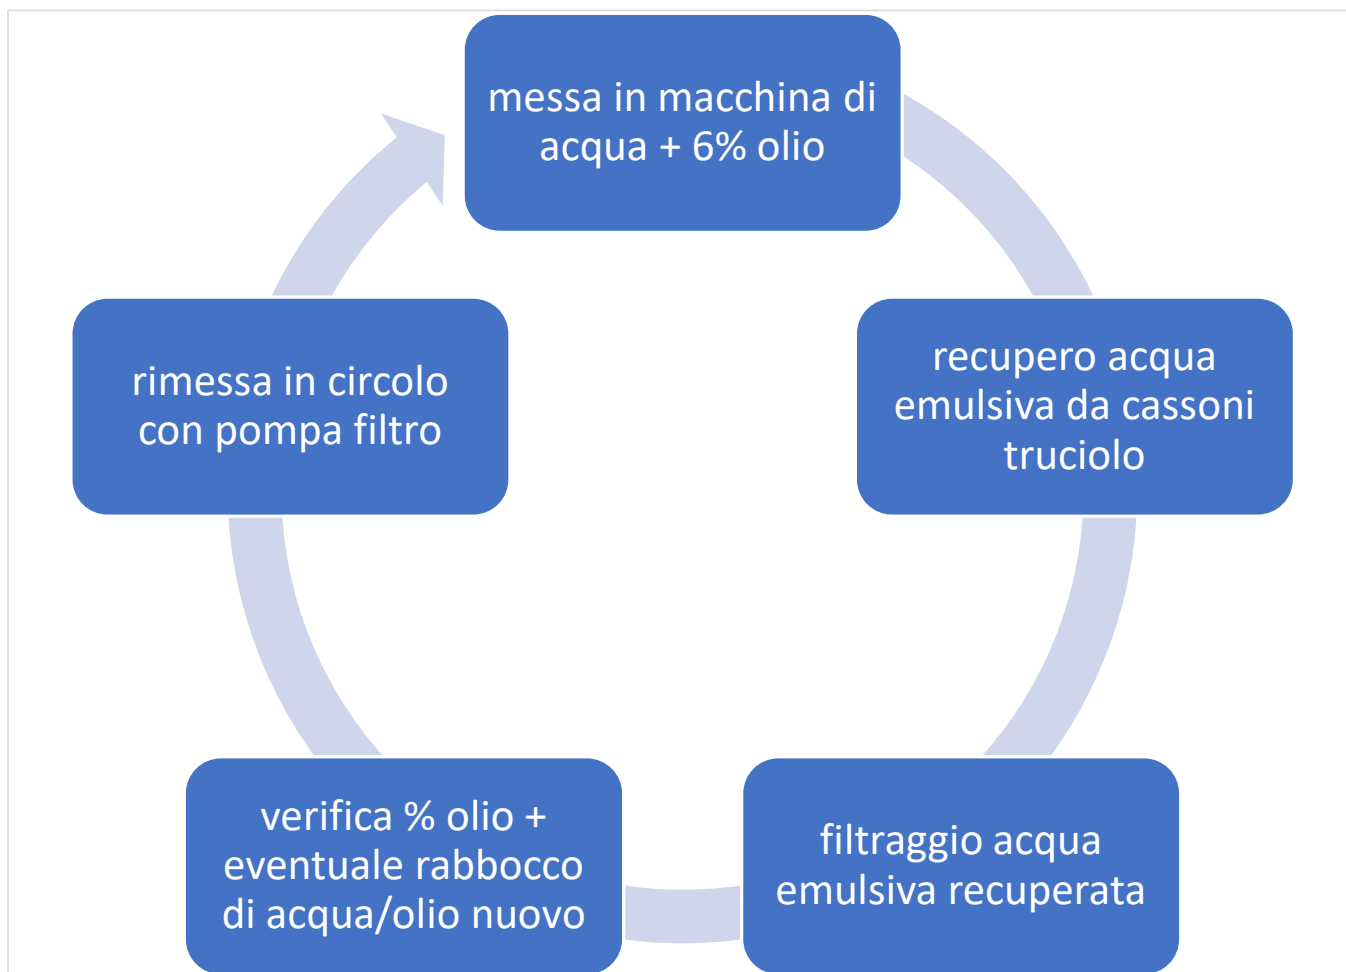 messa in macchina di
acqua + 6% olio
recupero acqua
emulsiva da cassoni
truciolo
filtraggio acqua
emulsiva recuperata
verifica % olio +
eventuale rabbocco
di acqua/olio nuovo
rimessa in circolo
con pompa filtro